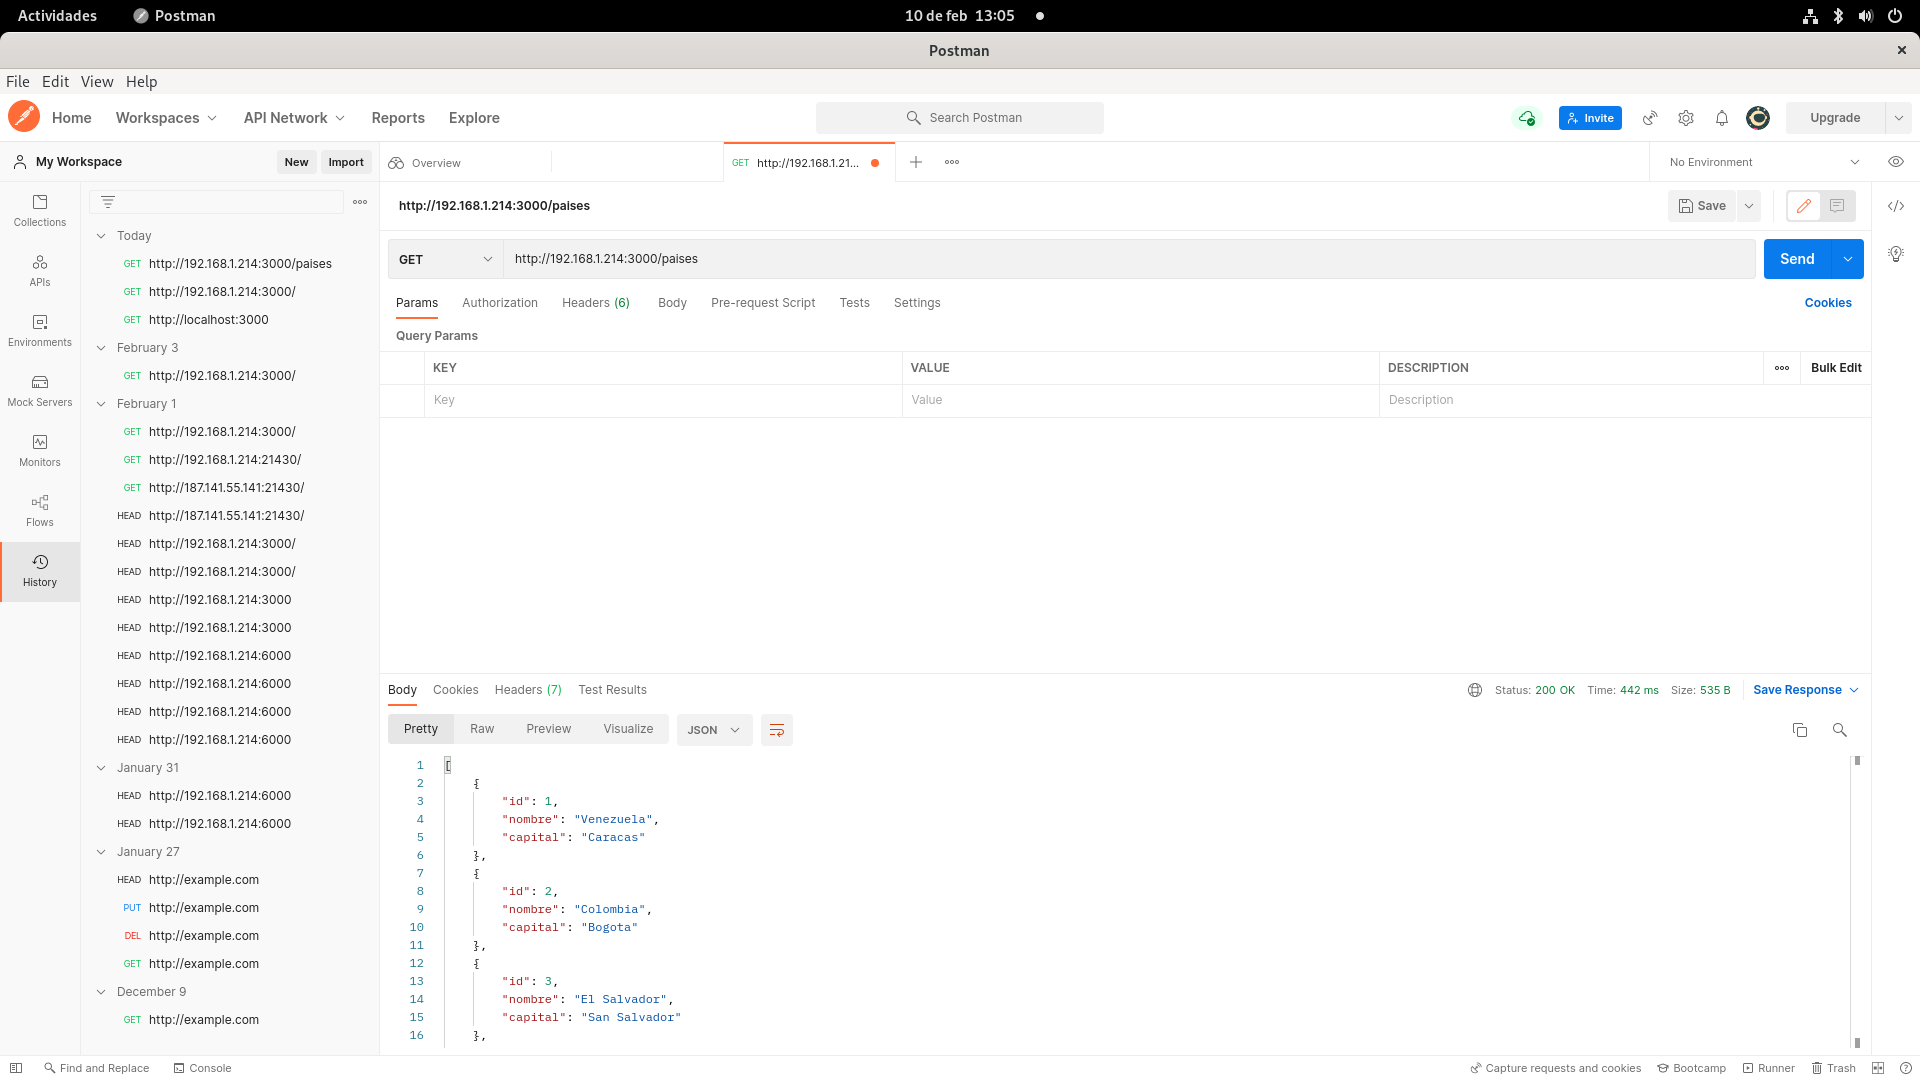 Actividades Postman 10 de feb 13:05
Postman
File Edit View Help
Home Workspaces API Network Reports Explore Search Postman Invite Upgrade
My Workspace New Import Overview GET http://192.168.1.21... No Environment
http://192.168.1.214:3000/paises Save
GET http://192.168.1.214:3000/paises Send
Params Authorization Headers (6) Body Pre-request Script Tests Settings Cookies
Query Params
KEY VALUE DESCRIPTION Bulk Edit
Key Value Description
Collections
APIs
Environments
Mock Servers
Monitors
Flows
History
Today
GET http://192.168.1.214:3000/paises
GET http://192.168.1.214:3000/
GET http://localhost:3000
February 3
GET http://192.168.1.214:3000/
February 1
GET http://192.168.1.214:3000/
GET http://192.168.1.214:21430/
GET http://187.141.55.141:21430/
HEAD http://187.141.55.141:21430/
HEAD http://192.168.1.214:3000/
HEAD http://192.168.1.214:3000/
HEAD http://192.168.1.214:3000
HEAD http://192.168.1.214:3000
HEAD http://192.168.1.214:6000
HEAD http://192.168.1.214:6000
HEAD http://192.168.1.214:6000
HEAD http://192.168.1.214:6000
January 31
HEAD http://192.168.1.214:6000
HEAD http://192.168.1.214:6000
January 27
HEAD http://example.com
PUT http://example.com
DEL http://example.com
GET http://example.com
December 9
GET http://example.com
Body Cookies Headers (7) Test Results Status: 200 OK Time: 442 ms Size: 535 B Save Response
Pretty Raw Preview Visualize JSON
1 [
2 {
3 "id": 1,
4 "nombre": "Venezuela",
5 "capital": "Caracas"
6 },
7 {
8 "id": 2,
9 "nombre": "Colombia",
10 "capital": "Bogota"
11 },
12 {
13 "id": 3,
14 "nombre": "El Salvador",
15 "capital": "San Salvador"
16 },
Find and Replace Console Capture requests and cookies Bootcamp Runner Trash